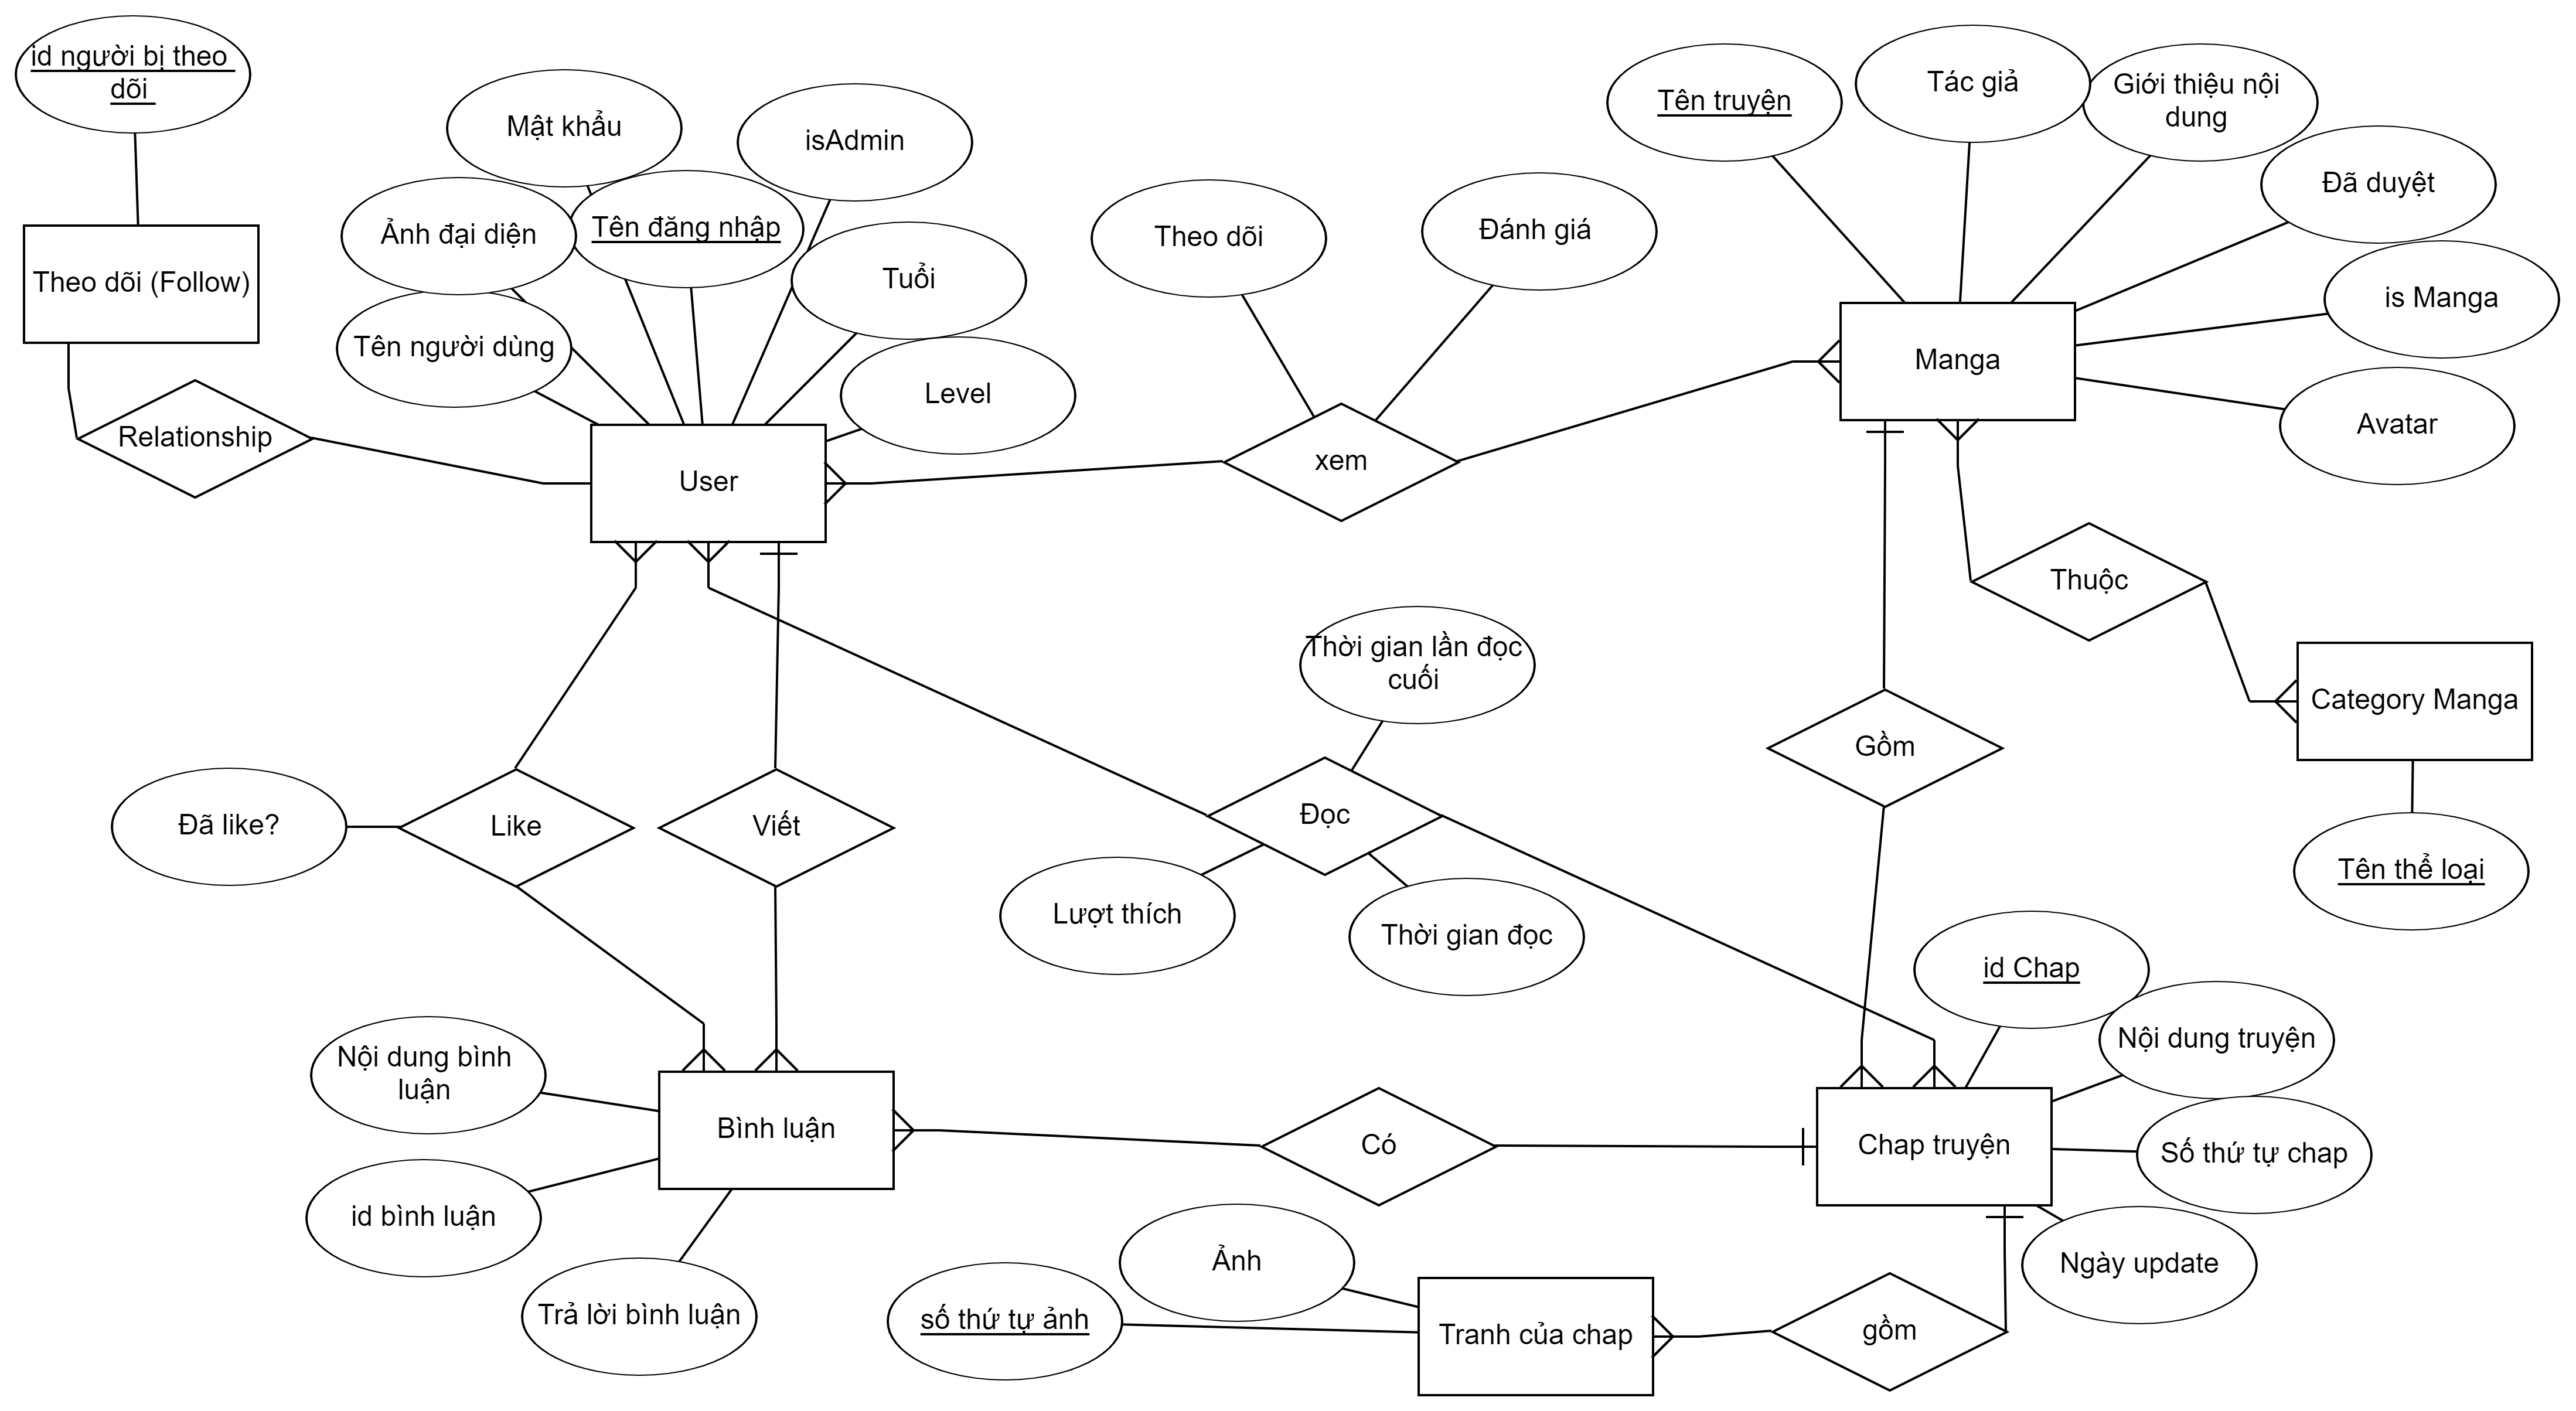 id người bị theo
dõi
Mật khẩu
isAdmin
Tên truyện
Tác giả
Giới thiệu nội
dung
Đã duyệt
Ảnh đại diện
Tên đăng nhập
Theo dõi
Đánh giá
Theo dõi (Follow)
Tuổi
is Manga
Tên người dùng
Level
Manga
Avatar
Relationship
User
xem
Thuộc
Thời gian lần đọc
cuối
Category Manga
Gồm
Đã like?
Like
Viết
Đọc
Tên thể loại
Lượt thích
Thời gian đọc
id Chap
Nội dung truyện
Nội dung bình
luận
Bình luận
Có
Chap truyện
Số thứ tự chap
id bình luận
Ảnh
Ngày update
Trả lời bình luận
số thứ tự ảnh
Tranh của chap
gồm